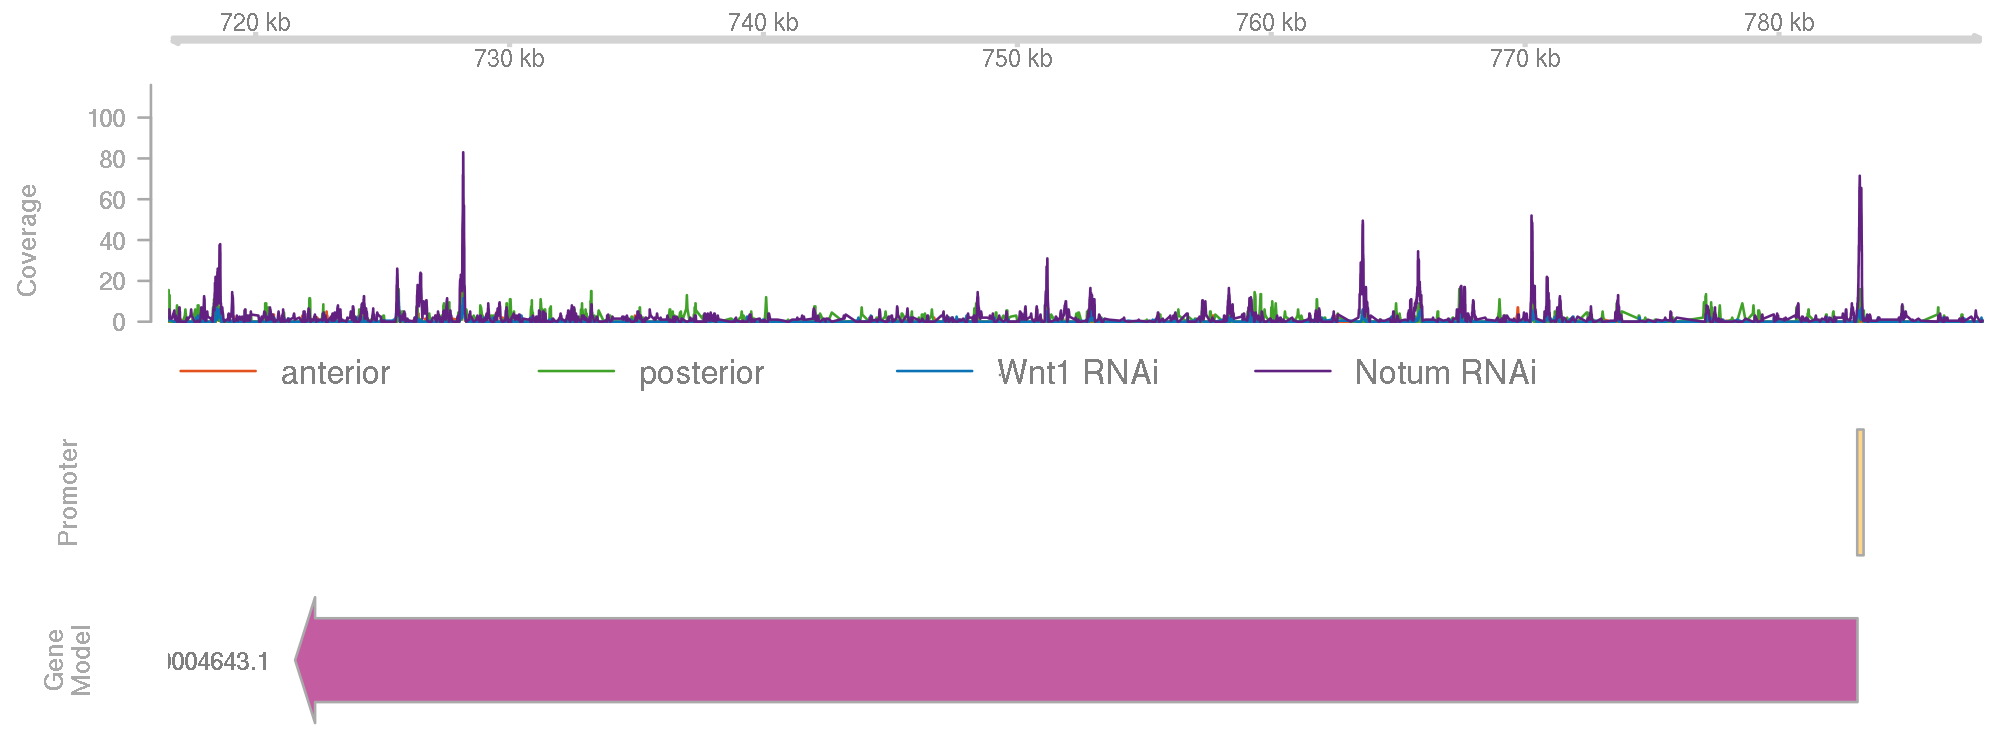 720 kb 740 kb 760 kb 780 kb
730 kb 750 kb 770 kb
Coverage
100
80
60
40
20
0
anterior posterior Wnt1 RNAi Notum RNAi
Promoter
Gene
Model
004643.1